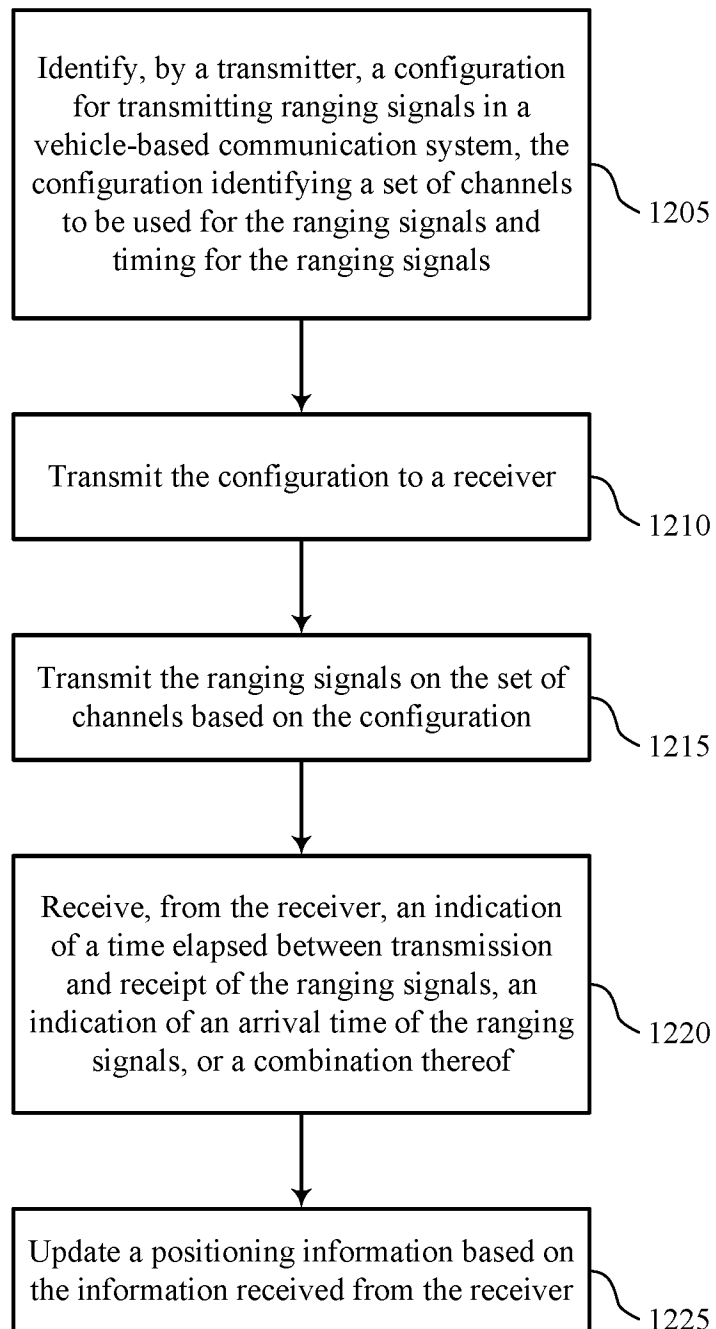 Identify, by a transmitter, a configuration
for transmitting ranging signals in a
vehicle-based communication system, the
configuration identifying a set of channels
to be used for the ranging signals and
timing for the ranging signals
1205
Transmit the configuration to a receiver
1210
Transmit the ranging signals on the set of
channels based on the configuration
1215
Receive, from the receiver, an indication
of a time elapsed between transmission
and receipt of the ranging signals, an
indication of an arrival time of the ranging
signals, or a combination thereof
1220
Update a positioning information based on
the information received from the receiver
1225